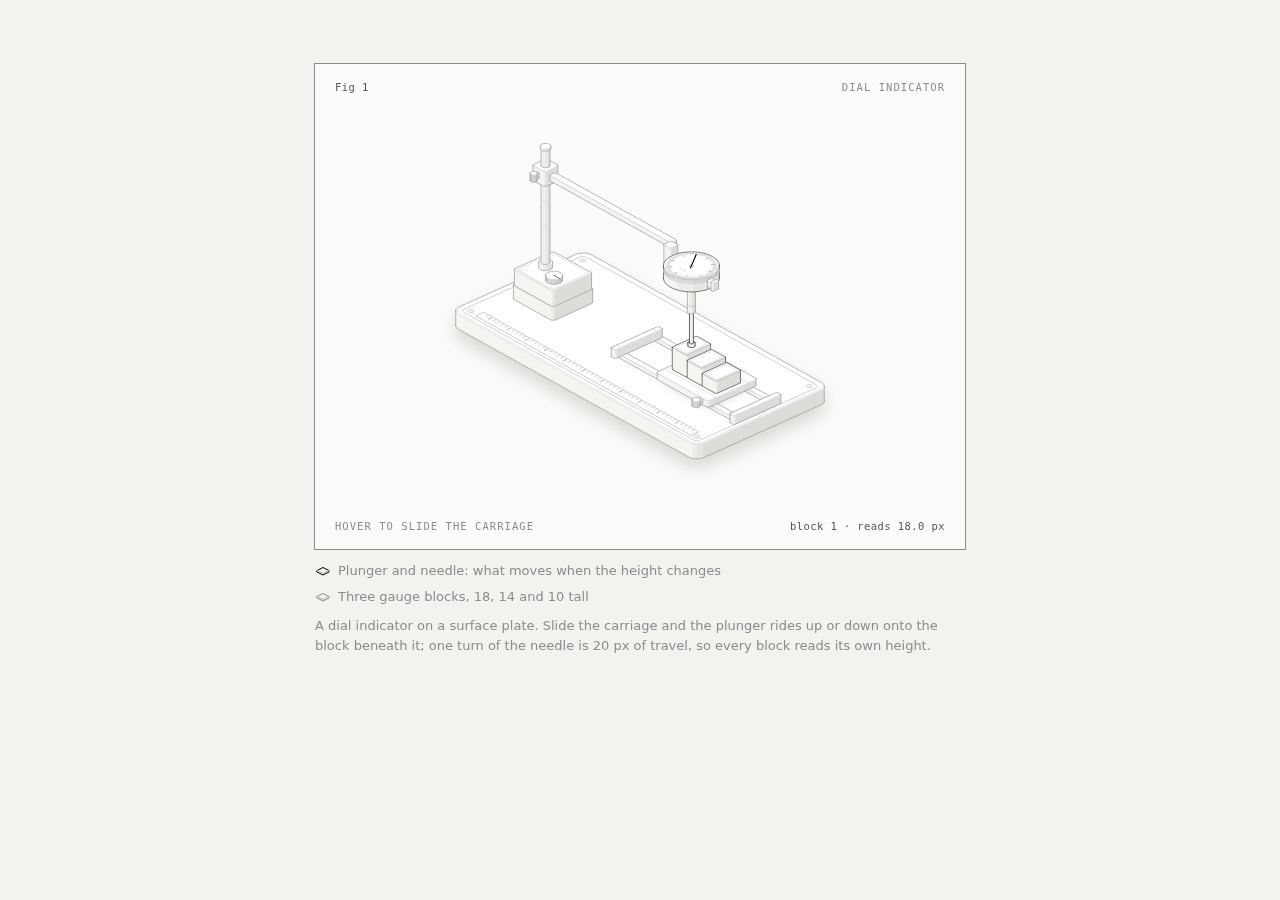 Fig 1
DIAL INDICATOR
HOVER TO SLIDE THE CARRIAGE
block 1 · reads 18.0 px
Plunger and needle: what moves when the height changes
Three gauge blocks, 18, 14 and 10 tall
A dial indicator on a surface plate. Slide the carriage and the plunger rides up or down onto the
block beneath it; one turn of the needle is 20 px of travel, so every block reads its own height.